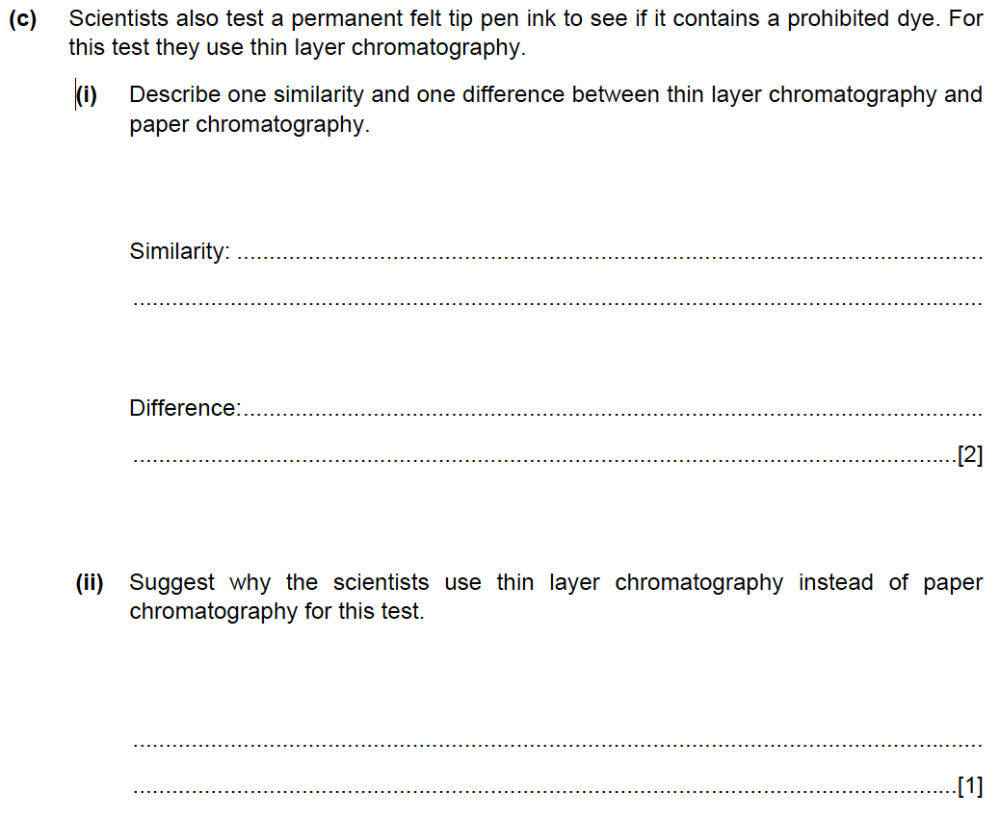 (c) Scientists also test a permanent felt tip pen ink to see if it contains a prohibited dye. For
this test they use thin layer chromatography.
(i) Describe one similarity and one difference between thin layer chromatography and
paper chromatography.
Similarity: ....................................................................................................................
....................................................................................................................................
Difference:....................................................................................................................
................................................................................................................................[2]
(ii) Suggest why the scientists use thin layer chromatography instead of paper
chromatography for this test.
....................................................................................................................................
................................................................................................................................[1]